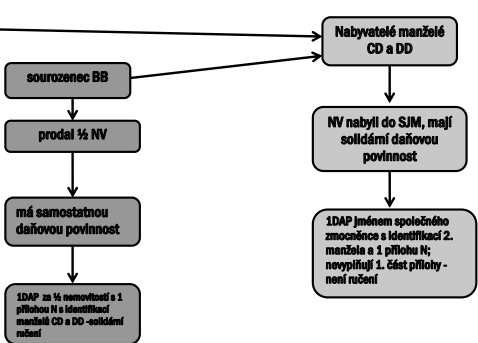 Nabyvatelé manželé
CD a DD
sourozenec BB
prodal ½ NV
NV nabyli do SJM, mají
solidární daňovou
povinnost
má samostatnou
daňovou povinnost
1DAP jménem společného
zmocněnce s identifikací 2.
manžela a 1 přílohu N;
nevyplňují 1. část přílohy -
není ručení
1DAP za ½ nemovitosti s 1
přílohou N s identifikací
manželů CD a DD -solidární
ručení